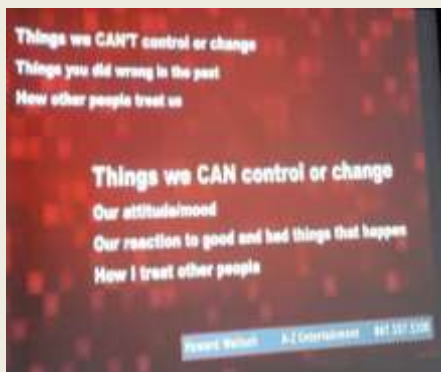 Things we CAN'T control or change
Things you did wrong in the past
How other people treat us
Things we CAN control or change
Our attitude/mood
Our reaction to good and bad things that happen
How I treat other people
Howard A-Z Entertainment